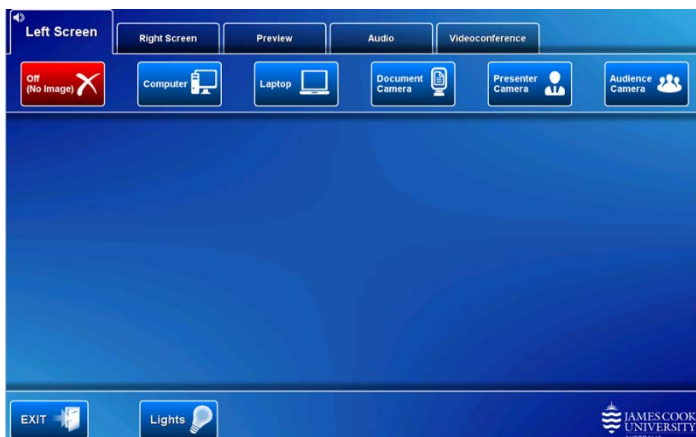 Left Screen
Right Screen
Preview
Audio
Videoconference
Off
(No Image)
Computer
Laptop
Document
Camera
Presenter
Camera
Audience
Camera
EXIT
Lights
JAMES COOK
UNIVERSITY
AUSTRALIA